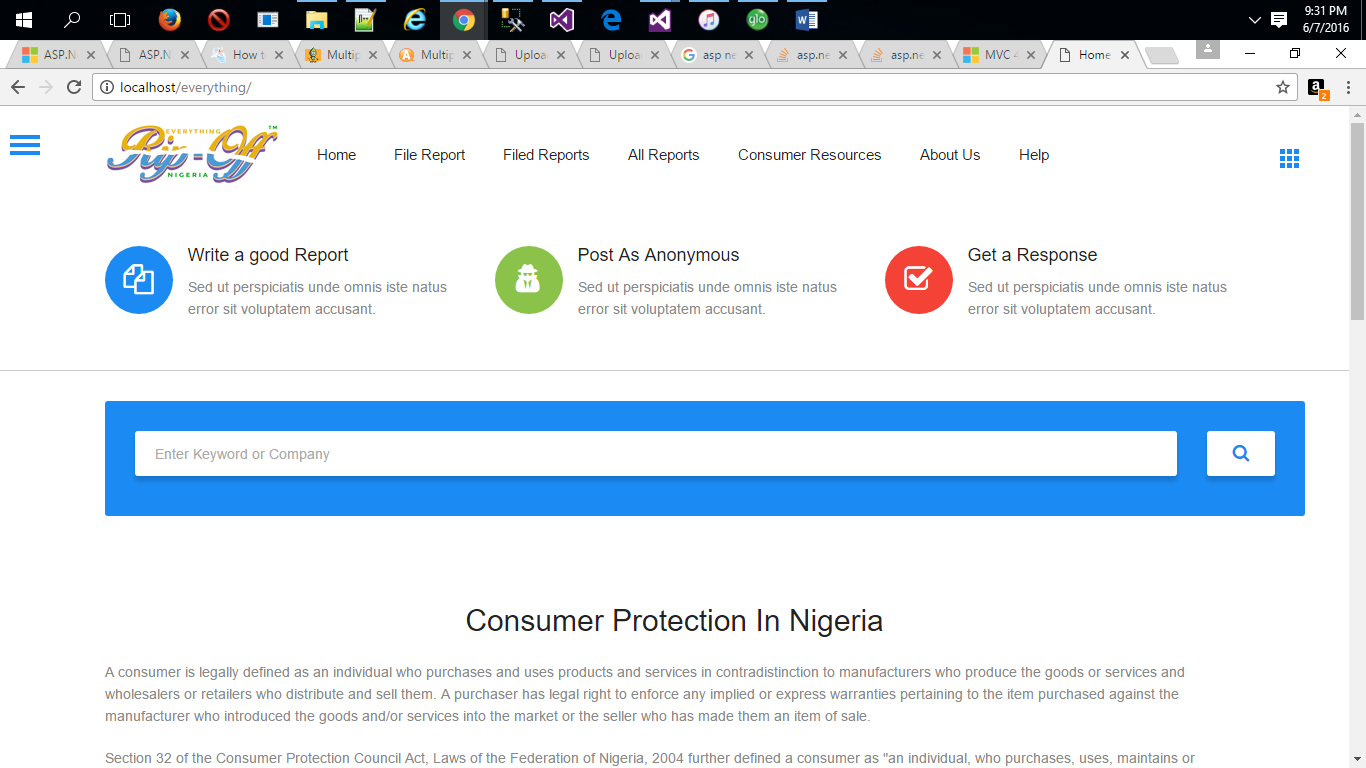 9:31 PM
6/7/2016
ASP.N
ASP.N
How t
Multip
Multip
Uploa
Uploa
asp ne
asp.ne
asp.ne
MVC 4
Home
localhost/everything/
a
2
glo
EVERYTHING
Rip-Off
TM
NIGERIA
Home
File Report
Filed Reports
All Reports
Consumer Resources
About Us
Help
Write a good Report
Sed ut perspiciatis unde omnis iste natus
error sit voluptatem accusant.
Post As Anonymous
Sed ut perspiciatis unde omnis iste natus
error sit voluptatem accusant.
Get a Response
Sed ut perspiciatis unde omnis iste natus
error sit voluptatem accusant.
Enter Keyword or Company
Consumer Protection In Nigeria
A consumer is legally defined as an individual who purchases and uses products and services in contradistinction to manufacturers who produce the goods or services and
wholesalers or retailers who distribute and sell them. A purchaser has legal right to enforce any implied or express warranties pertaining to the item purchased against the
manufacturer who introduced the goods and/or services into the market or the seller who has made them an item of sale.
Section 32 of the Consumer Protection Council Act, Laws of the Federation of Nigeria, 2004 further defined a consumer as "an individual, who purchases, uses, maintains or